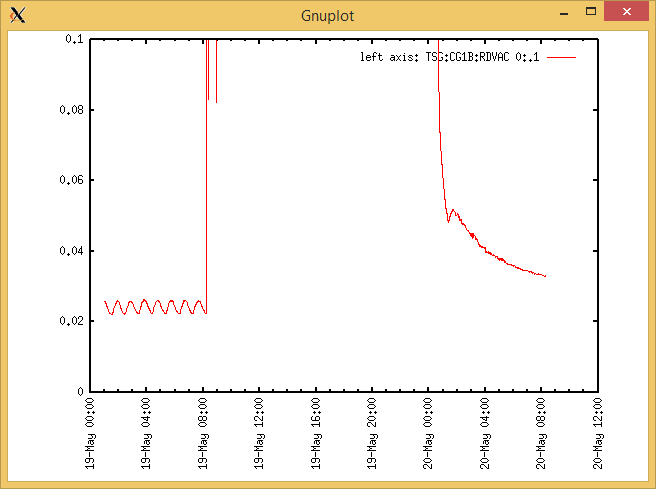 Gnuplot
left axis: TSG:CG1B:RDVAC 0:.1
0.1
0.08
0.06
0.04
0.02
0
19-May 00:00
19-May 04:00
19-May 08:00
19-May 12:00
19-May 16:00
19-May 20:00
20-May 00:00
20-May 04:00
20-May 08:00
20-May 12:00